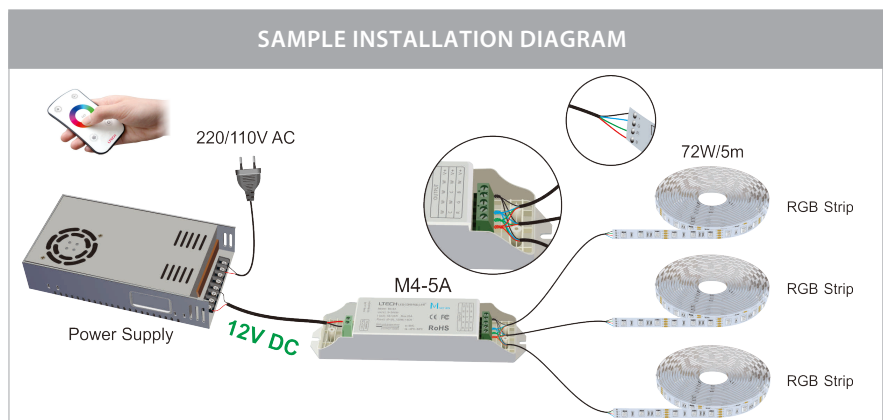 SAMPLE INSTALLATION DIAGRAM
220/110V AC
72W/5m
RGB Strip
M4-5A
LTECH
M
RoHS
RGB Strip
Power Supply
12V DC
RGB Strip